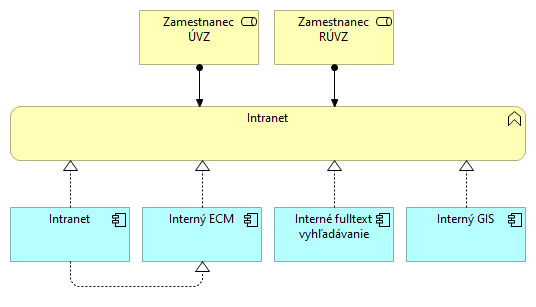 Zamestnanec
ÚVZ
Zamestnanec
RÚVZ
Intranet
Intranet
Interný ECM
Interné fulltext
vyhľadávanie
Interný GIS